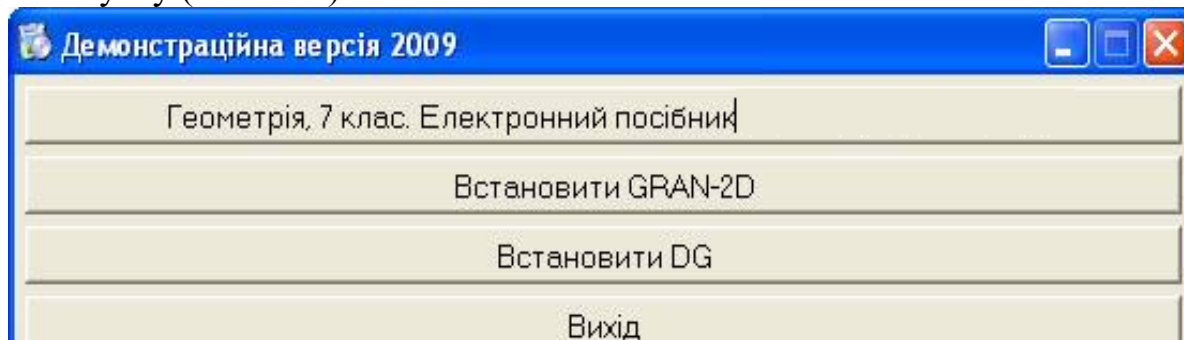 Демонстраційна версія 2009
Геометрія, 7 клас. Електронний посібник
Встановити GRAN-2D
Встановити DG
Вихід